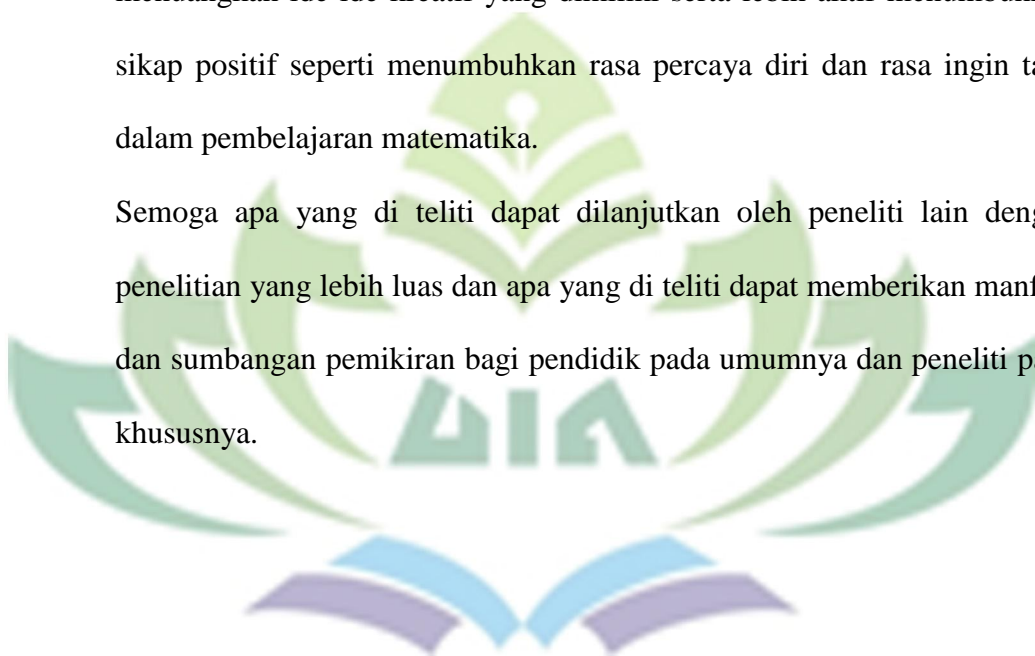 sikap positif seperti menumbuhkan rasa percaya diri dan rasa ingin
dalam pembelajaran matematika.
Semoga apa yang di teliti dapat dilanjutkan oleh peneliti lain
penelitian yang lebih luas dan apa yang di teliti dapat memberikan
dan sumbangan pemikiran bagi pendidik pada umumnya dan peneliti
khususnya.
UIN